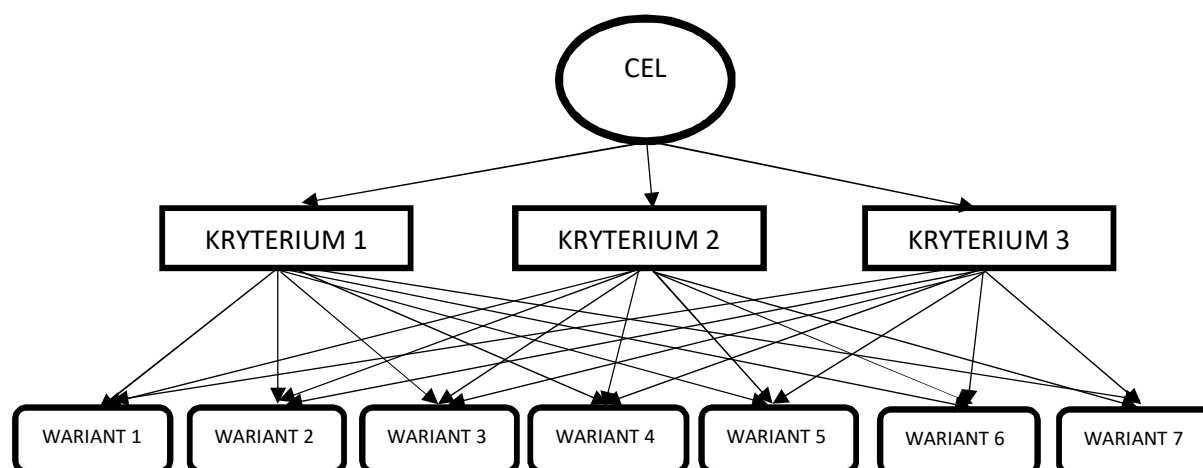 CEL
KRYTERIUM 1
KRYTERIUM 2
KRYTERIUM 3
WARIANT 1
WARIANT 2
WARIANT 3
WARIANT 4
WARIANT 5
WARIANT 6
WARIANT 7